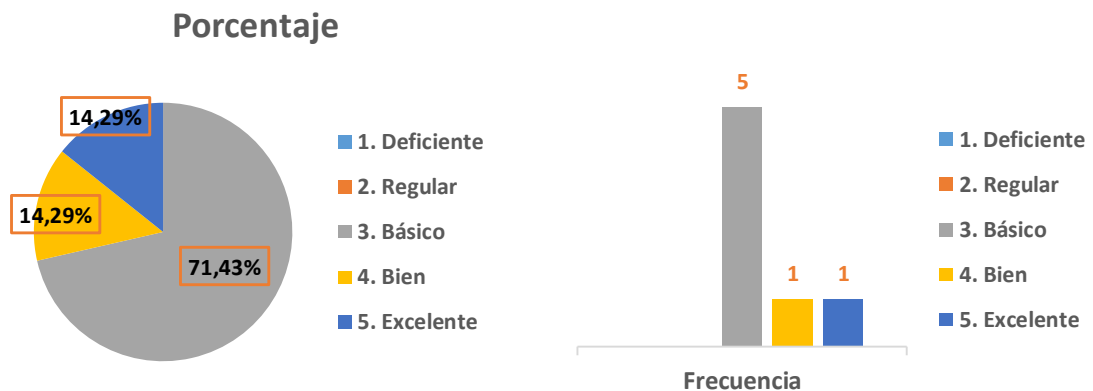 Porcentaje
14,29%
14,29%
71,43%
1. Deficiente
2. Regular
3. Básico
4. Bien
5. Excelente
5
1
1
Frecuencia
1. Deficiente
2. Regular
3. Básico
4. Bien
5. Excelente